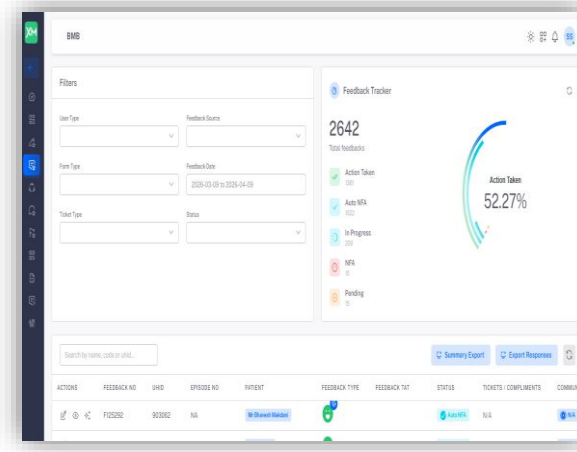 XM
BMB
SS
Filters
User Type
Feedback Source
Form Type
Feedback Date
2026-03-09 to 2026-04-09
Ticket Type
Status
Feedback Tracker
2642
Total feedbacks
Action Taken
Auto NFA
In Progress
NFA
Pending
Action Taken
52.27%
Search by name, code or uhid...
Summary Export
Export Responses
ACTIONS FEEDBACK NO UHID EPISODE NO PATIENT FEEDBACK TYPE FEEDBACK TAT STATUS TICKETS / COMPLIMENTS COMMUN
NA Auto NFA N/A N/A